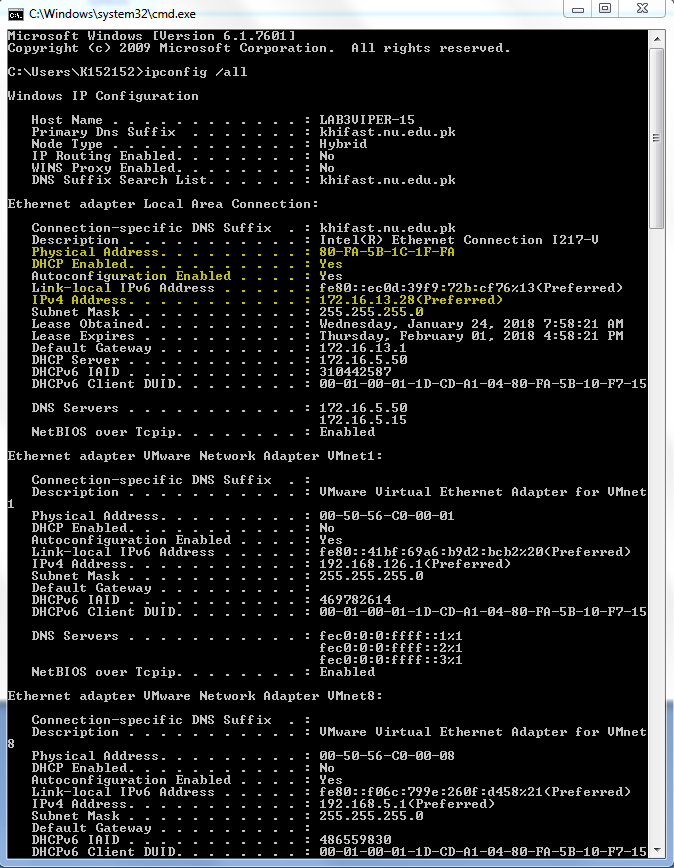 C:\Windows\system32\cmd.exe
Microsoft Windows [Version 6.1.7601]
Copyright (c) 2009 Microsoft Corporation.  All rights reserved.
C:\Users\K152152>ipconfig /all
Windows IP Configuration
   Host Name . . . . . . . . . . . . : LAB3VIPER-15
   Primary Dns Suffix  . . . . . . . : khifast.nu.edu.pk
   Node Type . . . . . . . . . . . . : Hybrid
   IP Routing Enabled. . . . . . . . : No
   WINS Proxy Enabled. . . . . . . . : No
   DNS Suffix Search List. . . . . . : khifast.nu.edu.pk
Ethernet adapter Local Area Connection:
   Connection-specific DNS Suffix  . : khifast.nu.edu.pk
   Description . . . . . . . . . . . : Intel(R) Ethernet Connection I217-V
   Physical Address. . . . . . . . . : 80-FA-5B-1C-1F-FA
   DHCP Enabled. . . . . . . . . . . : Yes
   Autoconfiguration Enabled . . . . : Yes
   Link-local IPv6 Address . . . . . : fe80::ec0d:39f9:72b:cf76%13(Preferred)
   IPv4 Address. . . . . . . . . . . : 172.16.13.28(Preferred)
   Subnet Mask . . . . . . . . . . . : 255.255.255.0
   Lease Obtained. . . . . . . . . . : Wednesday, January 24, 2018 7:58:21 AM
   Lease Expires . . . . . . . . . . : Thursday, February 01, 2018 4:58:21 PM
   Default Gateway . . . . . . . . . : 172.16.13.1
   DHCP Server . . . . . . . . . . . : 172.16.5.50
   DHCPv6 IAID . . . . . . . . . . . : 310442587
   DHCPv6 Client DUID. . . . . . . . : 00-01-00-01-1D-CD-A1-04-80-FA-5B-10-F7-15
   DNS Servers . . . . . . . . . . . : 172.16.5.50
                                       172.16.5.15
   NetBIOS over Tcpip. . . . . . . . : Enabled
Ethernet adapter VMware Network Adapter VMnet1:
   Connection-specific DNS Suffix  . :
   Description . . . . . . . . . . . : VMware Virtual Ethernet Adapter for VMnet
1
   Physical Address. . . . . . . . . : 00-50-56-C0-00-01
   DHCP Enabled. . . . . . . . . . . : No
   Autoconfiguration Enabled . . . . : Yes
   Link-local IPv6 Address . . . . . : fe80::41bf:69a6:b9d2:bcb2%20(Preferred)
   IPv4 Address. . . . . . . . . . . : 192.168.126.1(Preferred)
   Subnet Mask . . . . . . . . . . . : 255.255.255.0
   Default Gateway . . . . . . . . . :
   DHCPv6 IAID . . . . . . . . . . . : 469782614
   DHCPv6 Client DUID. . . . . . . . : 00-01-00-01-1D-CD-A1-04-80-FA-5B-10-F7-15
   DNS Servers . . . . . . . . . . . : fec0:0:0:ffff::1%1
                                       fec0:0:0:ffff::2%1
                                       fec0:0:0:ffff::3%1
   NetBIOS over Tcpip. . . . . . . . : Enabled
Ethernet adapter VMware Network Adapter VMnet8:
   Connection-specific DNS Suffix  . :
   Description . . . . . . . . . . . : VMware Virtual Ethernet Adapter for VMnet
8
   Physical Address. . . . . . . . . : 00-50-56-C0-00-08
   DHCP Enabled. . . . . . . . . . . : No
   Autoconfiguration Enabled . . . . : Yes
   Link-local IPv6 Address . . . . . : fe80::f06c:799e:260f:d458%21(Preferred)
   IPv4 Address. . . . . . . . . . . : 192.168.5.1(Preferred)
   Subnet Mask . . . . . . . . . . . : 255.255.255.0
   Default Gateway . . . . . . . . . :
   DHCPv6 IAID . . . . . . . . . . . : 486559830
   DHCPv6 Client DUID. . . . . . . . : 00-01-00-01-1D-CD-A1-04-80-FA-5B-10-F7-15